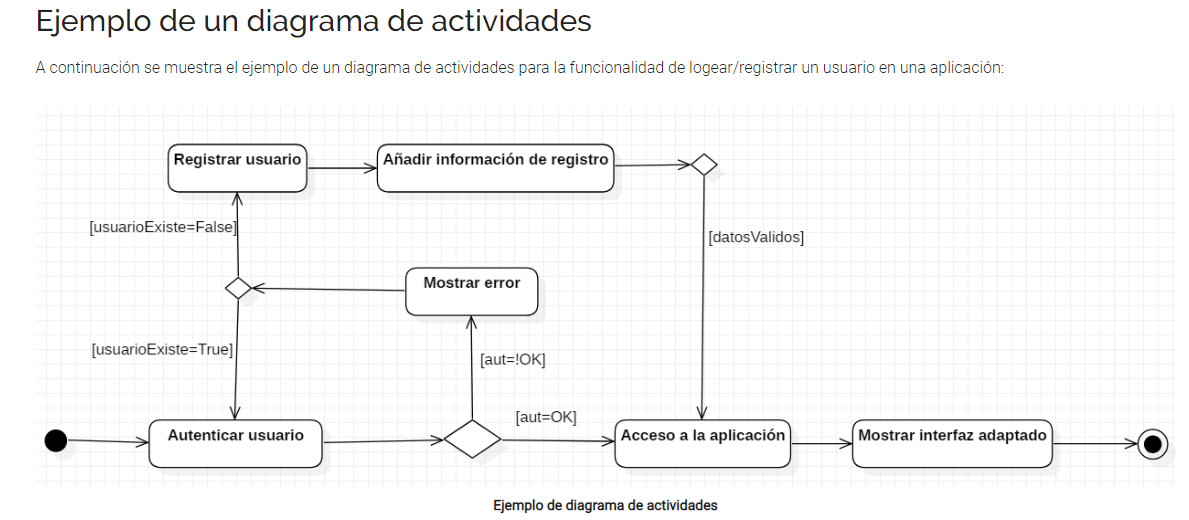 Ejemplo de un diagrama de actividades
A continuación se muestra el ejemplo de un diagrama de actividades para la funcionalidad de logear/registrar un usuario en una aplicación:
Registrar usuario
Añadir información de registro
[usuarioExiste=False]
[datosValidos]
Mostrar error
[usuarioExiste=True]
[aut=!OK]
[aut=OK]
Autenticar usuario
Acceso a la aplicación
Mostrar interfaz adaptado
Ejemplo de diagrama de actividades